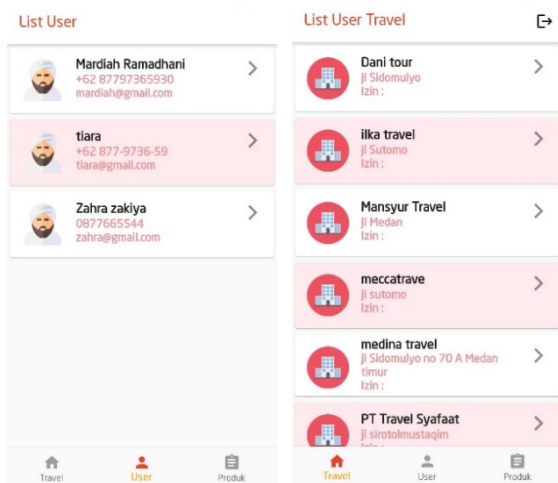 List User
Mardiah Ramadhani
+62 87797365930
mardiah@gmail.com
tiara
+62 877-9736-59
tiara@gmail.com
Zahra zakiya
0877665544
zahra@gmail.com
Travel
User
Produk
List User Travel
Dani tour
jl Sidomulyo
Izin :
ilka travel
jl Sutomo
Izin :
Mansyur Travel
jl Medan
Izin :
meccatrave
jl sutomo
Izin :
medina travel
jl Sidomulyo no 70 A Medan
timur
Izin :
PT Travel Syafaat
jl sirotolmustaqim
Travel
User
Produk